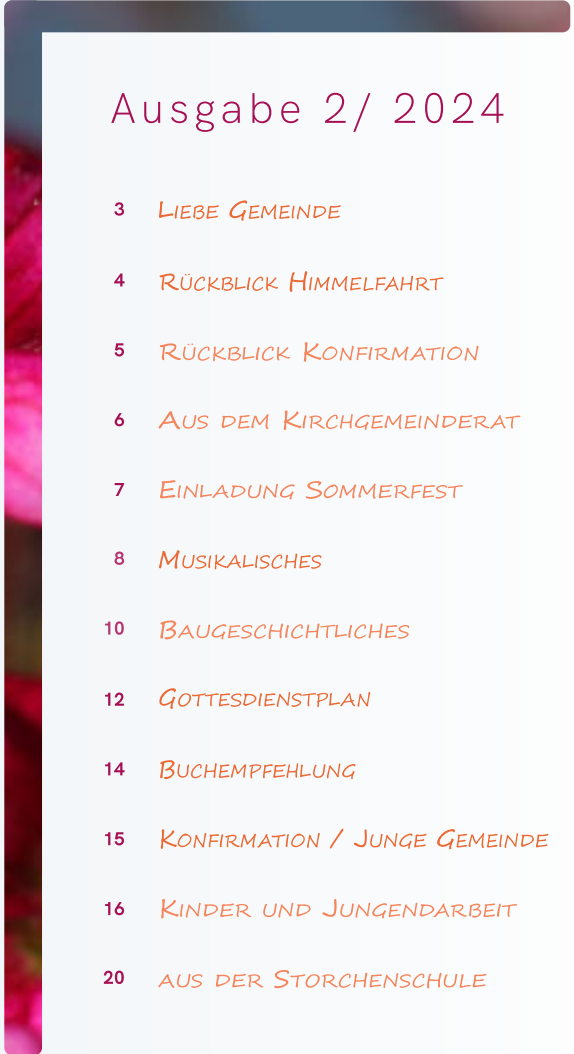 Ausgabe 2/ 2024
3 Liebe Gemeinde
4 Rückblick Himmelfahrt
5 Rückblick Konfirmation
6 Aus dem Kirchgemeinderat
7 Einladung Sommerfest
8 Musikalisches
10 Baugeschichtliches
12 Gottesdienstplan
14 Buchempfehlung
15 Konfirmation / Junge Gemeinde
16 Kinder und Jungendarbeit
20 aus der Storchenschule